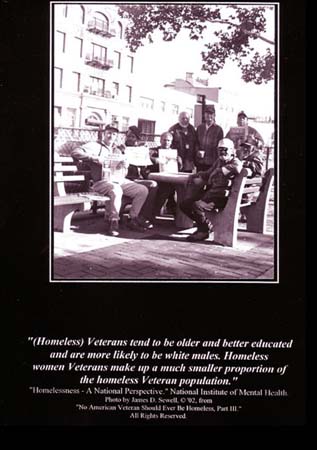 "(Homeless) Veterans tend to be older and better educated
and are more likely to be white males. Homeless
women Veterans make up a much smaller proportion of
the homeless Veteran population."
"Homelessness - A National Perspective." National Institute of Mental Health.
Photo by James D. Sewell, © '02, from
"No American Veteran Should Ever Be Homeless, Part III."
All Rights Reserved.